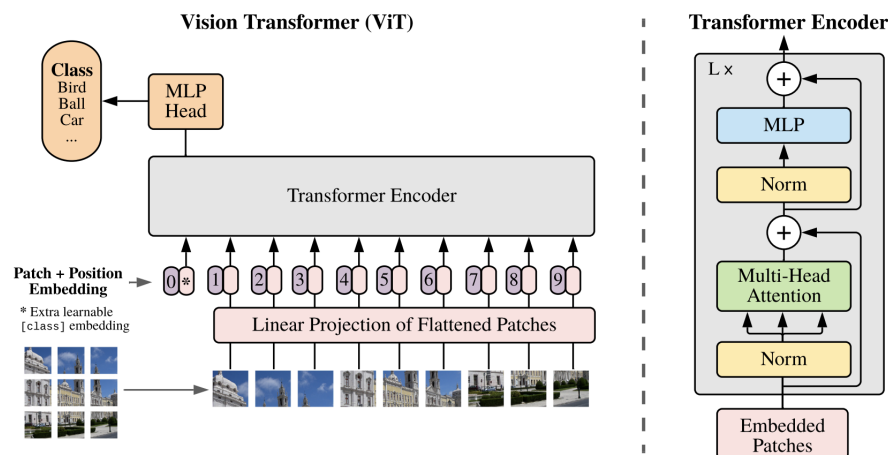 Vision Transformer (ViT)
Class
Bird
Ball
Car
...
MLP
Head
Transformer Encoder
Patch + Position
Embedding
0 * 1 2 3 4 5 6 7 8 9
* Extra learnable
[class] embedding
Linear Projection of Flattened Patches
Transformer Encoder
L ×
+
MLP
Norm
+
Multi-Head
Attention
Norm
Embedded
Patches